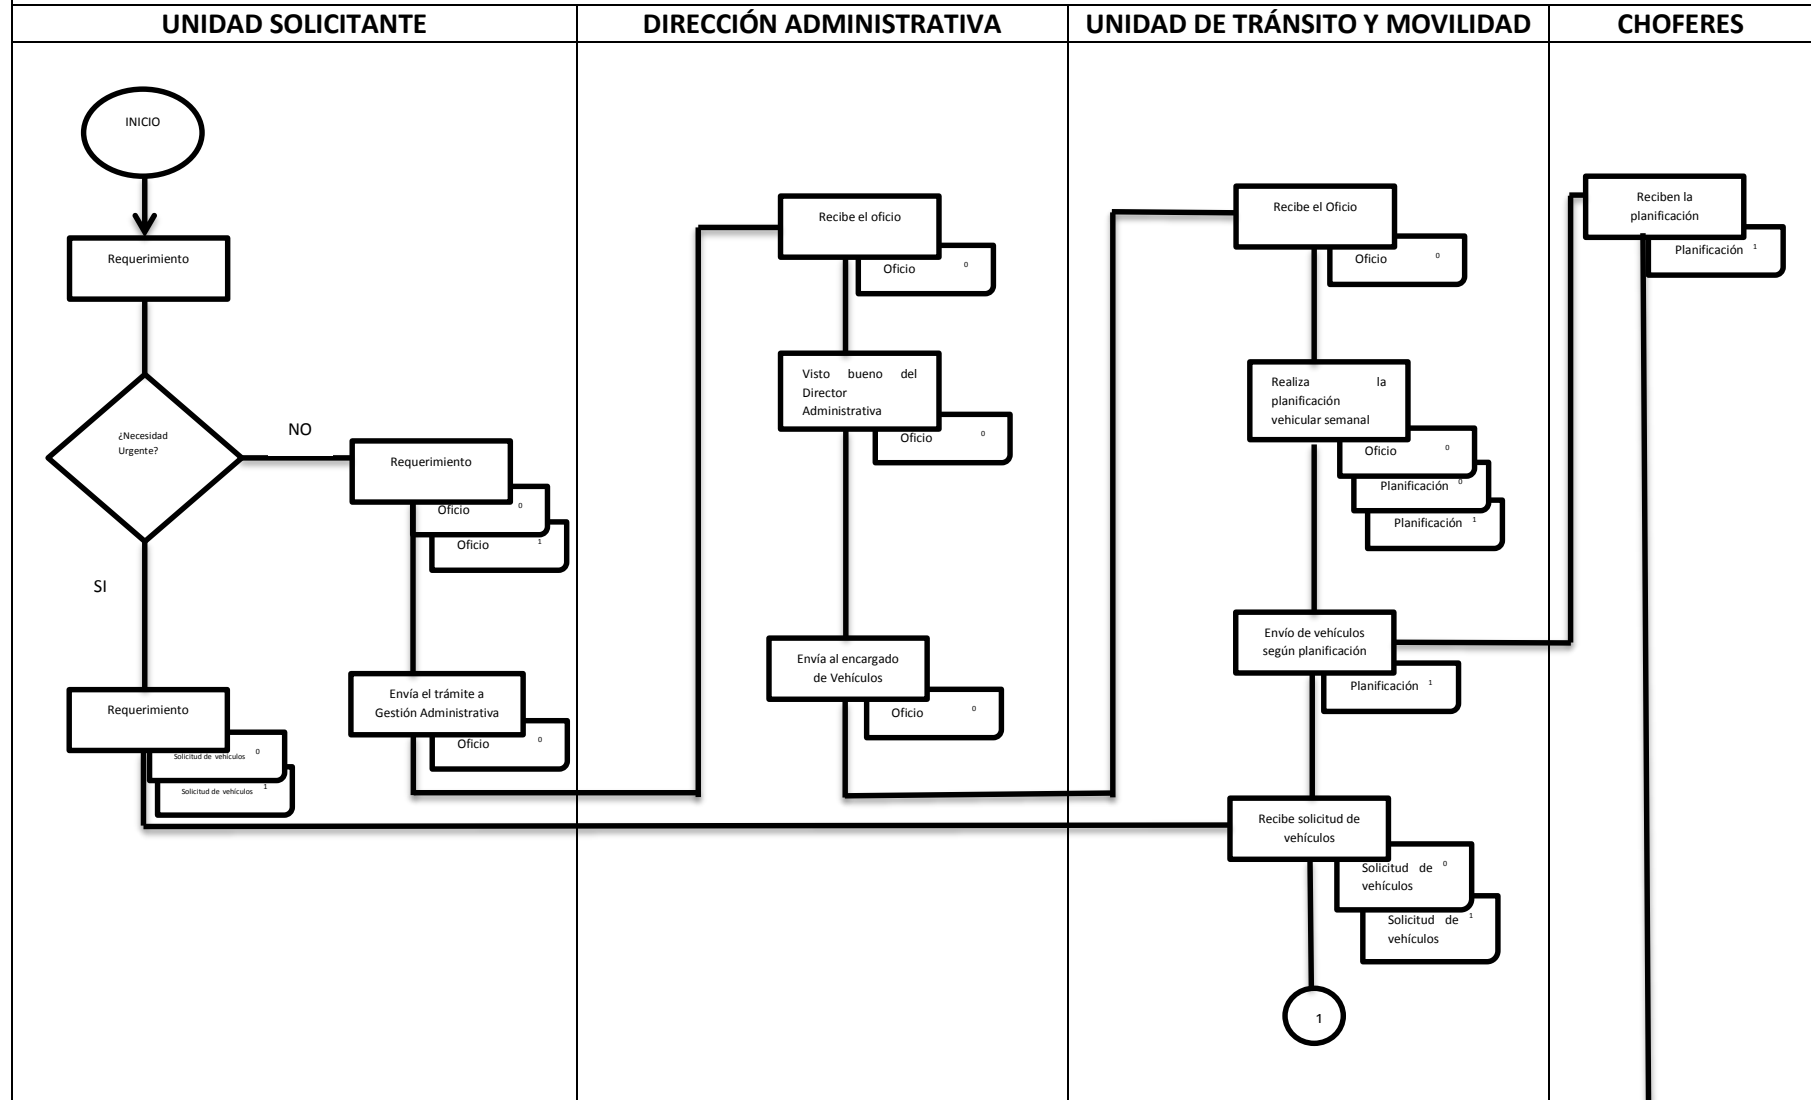 UNIDAD SOLICITANTE
DIRECCIÓN ADMINISTRATIVA
UNIDAD DE TRÁNSITO Y MOVILIDAD
CHOFERES
INICIO
Requerimiento
¿Necesidad
Urgente?
NO
SI
Requerimiento
Oficio 0
Oficio 1
Envía el trámite a
Gestión Administrativa
Oficio 0
Requerimiento
Solicitud de vehículos 0
Solicitud de vehículos 1
Recibe el oficio
Oficio 0
Visto bueno del
Director
Administrativa
Oficio 0
Envía al encargado
de Vehículos
Oficio 0
Recibe el Oficio
Oficio 0
Realiza la
planificación
vehicular semanal
Oficio 0
Planificación 0
Planificación 1
Envío de vehículos
según planificación
Planificación 1
Recibe solicitud de
vehículos
Solicitud de 0
vehículos
Solicitud de 1
vehículos
1
Reciben la
planificación
Planificación 1